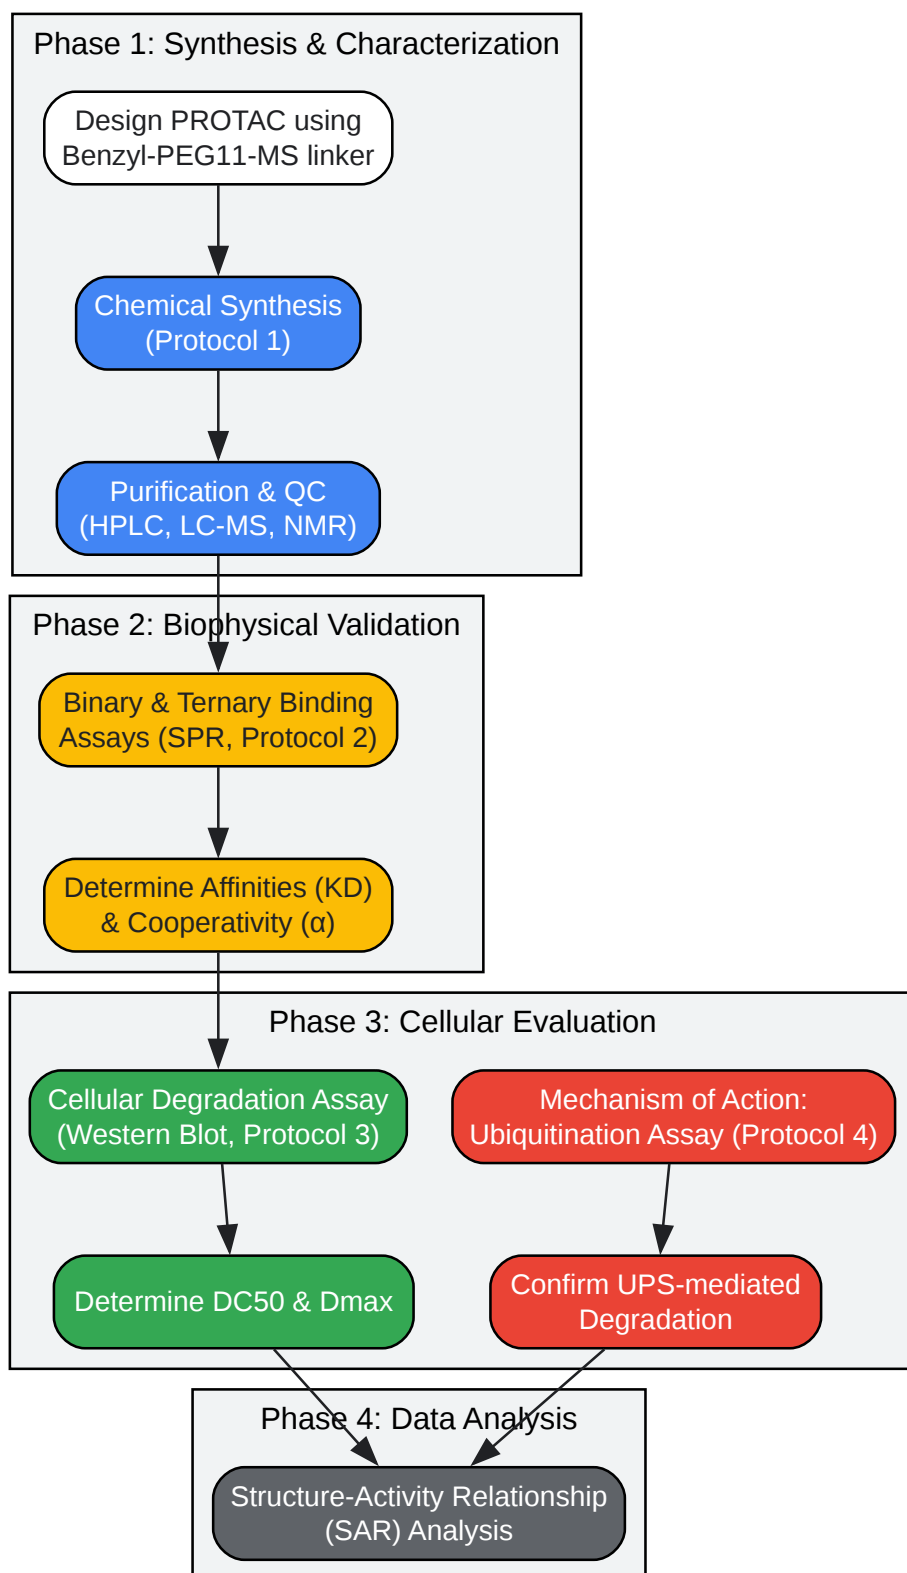 Phase 1: Synthesis & Characterization
Design PROTAC using
Benzyl-PEG11-MS linker
Chemical Synthesis
(Protocol 1)
Purification & QC
(HPLC, LC-MS, NMR)
Phase 2: Biophysical Validation
Binary & Ternary Binding
Assays (SPR, Protocol 2)
Determine Affinities (KD)
& Cooperativity (α)
Phase 3: Cellular Evaluation
Cellular Degradation Assay
(Western Blot, Protocol 3)
Mechanism of Action:
Ubiquitination Assay (Protocol 4)
Determine DC50 & Dmax
Confirm UPS-mediated
Degradation
Phase 4: Data Analysis
Structure-Activity Relationship
(SAR) Analysis